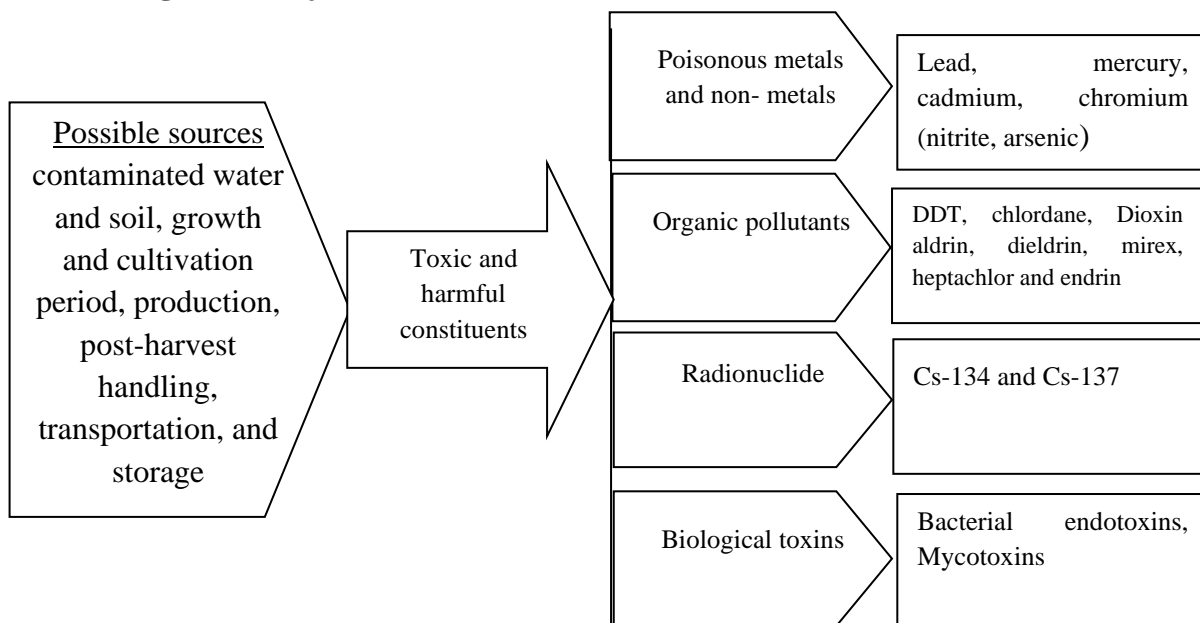 Possible sources
contaminated water
and soil, growth
and cultivation
period, production,
post-harvest
handling,
transportation, and
storage
Toxic and
harmful
constituents
Poisonous metals
and non- metals
Lead, mercury,
cadmium, chromium
(nitrite, arsenic)
Organic pollutants
DDT, chlordane, Dioxin
aldrin, dieldrin, mirex,
heptachlor and endrin
Radionuclide
Cs-134 and Cs-137
Biological toxins
Bacterial endotoxins,
Mycotoxins